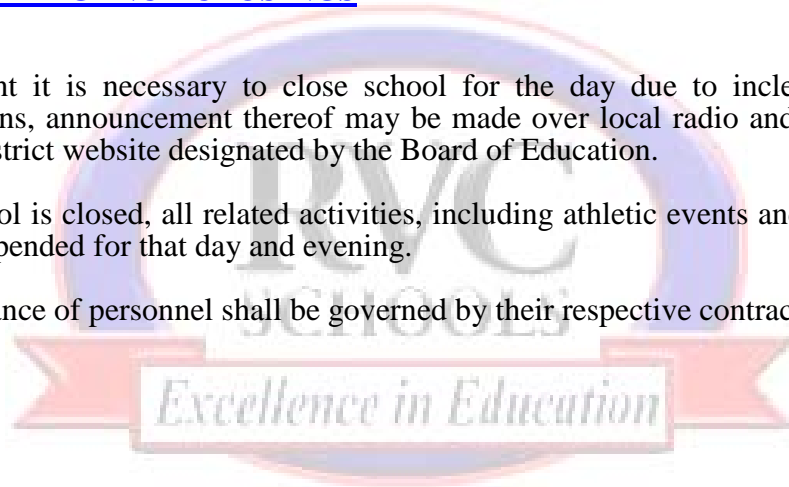 nt it is necessary to close school for the day due to incle
ns, announcement thereof may be made over local radio and
strict website designated by the Board of Education.
ol is closed, all related activities, including athletic events and
pended for that day and evening.
ance of personnel shall be governed by their respective contrac
RVC
SCHOOLS
Excellence in Education